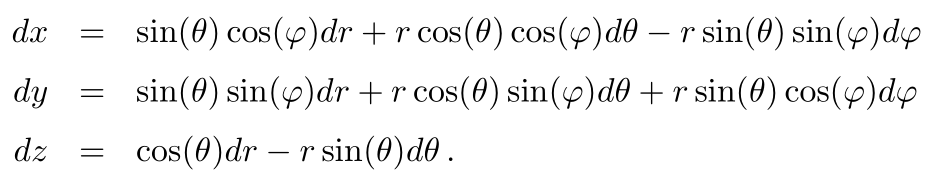 dx = sin(θ) cos(φ)dr + r cos(θ) cos(φ)dθ − r sin(θ) sin(φ)dφ
dy = sin(θ) sin(φ)dr + r cos(θ) sin(φ)dθ + r sin(θ) cos(φ)dφ
dz = cos(θ)dr − r sin(θ)dθ .